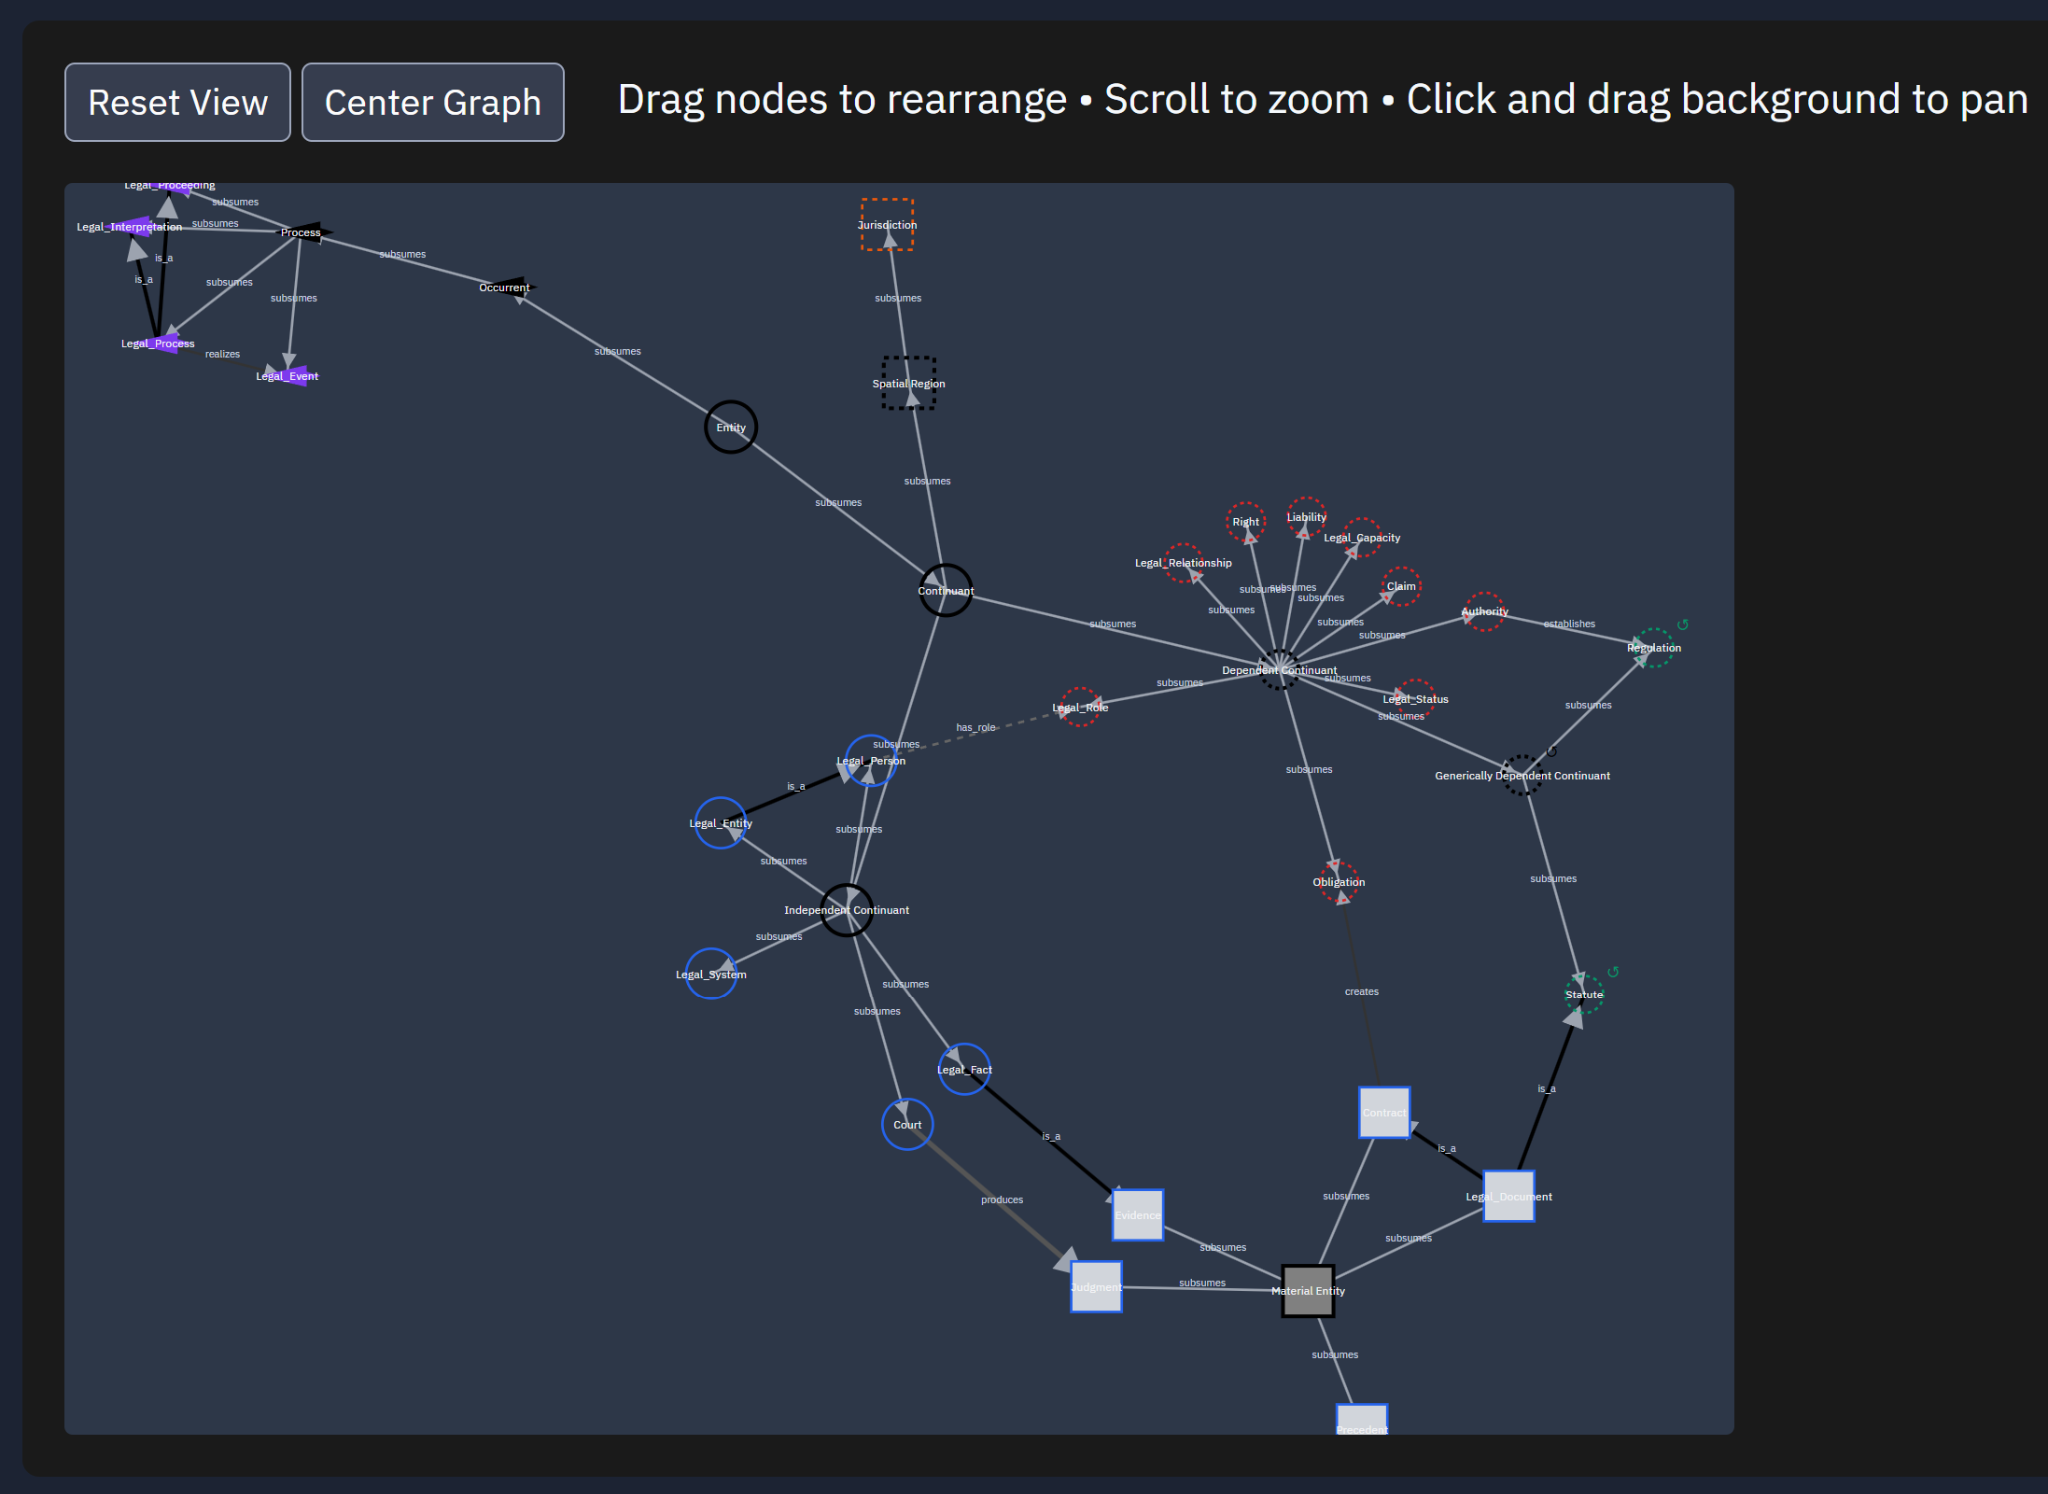 Reset View
Center Graph
Drag nodes to rearrange • Scroll to zoom • Click and drag background to pan
Legal_Proceeding
subsumes
Legal_Interpretation
subsumes
Process
Jurisdiction
is_a
subsumes
is_a
subsumes
subsumes
Occurrent
subsumes
Legal_Process
realizes
subsumes
Legal_Event
Spatial Region
Entity
subsumes
subsumes
Right
Liability
Legal_Capacity
Legal_Relationship
Continuant
subsumes
subsumes
subsumes
Claim
subsumes
Authority
subsumes
subsumes
subsumes
establishes
Regulation
↺
Dependent Continuant
subsumes
subsumes
Legal_Role
Legal_Status
subsumes
subsumes
has_role
subsumes
Legal_Person
subsumes
↺
Generically Dependent Continuant
is_a
Legal_Entity
subsumes
subsumes
Obligation
subsumes
Independent Continuant
subsumes
Legal_System
subsumes
creates
↺
Statute
subsumes
Legal_Fact
is_a
Contract
Court
is_a
is_a
produces
Evidence
subsumes
Legal_Document
subsumes
subsumes
Judgment
subsumes
Material Entity
subsumes
Precedent